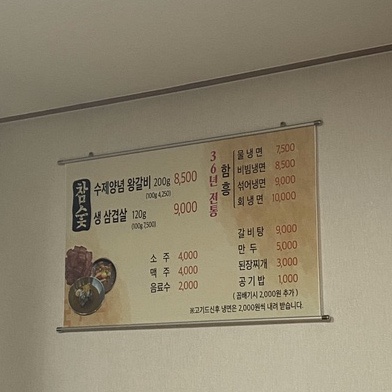 참숯
수제양념 왕갈비 200g 8,500
(100g 4,250)
생 삼겹살 120g 9,000
(100g 7,500)
소 주 4,000
맥 주 4,000
음료수 2,000
36년 전통
함흥
물냉면 7,500
비빔냉면 8,500
섞어냉면 9,000
회냉면 10,000
갈비탕 9,000
만 두 5,000
된장찌개 3,000
공기밥 1,000
(곱빼기시 2,000원 추가)
※고기드신후 냉면은 2,000원씩 내려 받습니다.